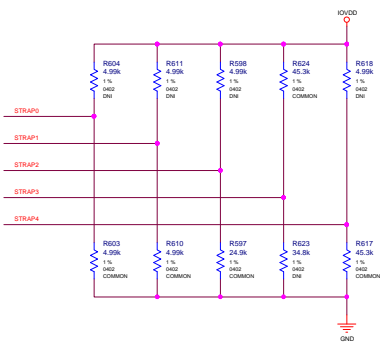 IOVDD
R604 R611 R598 R624 R618
4.99k 4.99k 4.99k 45.3k 4.99k
1 % 1 % 1 % 1 % 1 %
0402 0402 0402 0402 0402
DNI DNI DNI COMMON DNI
STRAP0
STRAP1
STRAP2
STRAP3
STRAP4
R603 R610 R597 R623 R617
4.99k 4.99k 24.9k 34.8k 45.3k
1 % 1 % 1 % 1 % 1 %
0402 0402 0402 0402 0402
COMMON COMMON COMMON DNI COMMON
GND